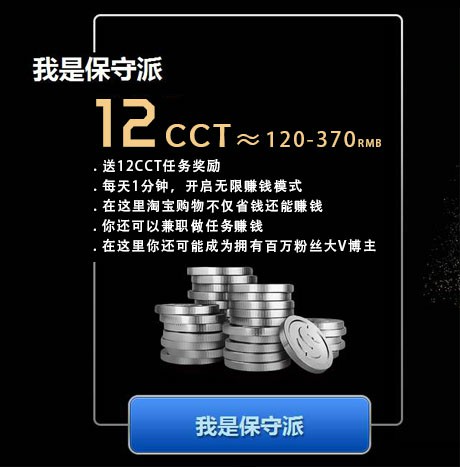 我是保守派
12CCT≈120-370RMB
. 送12CCT任务奖励
. 每天1分钟，开启无限赚钱模式
. 在这里淘宝购物不仅省钱还能赚钱
. 你还可以兼职做任务赚钱
. 在这里你还可能成为拥有百万粉丝大V博主
我是保守派